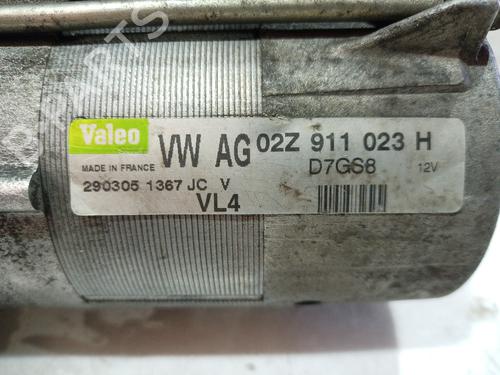 Valeo VW AG 02Z 911 023 H
MADE IN FRANCE D7GS8 12V
290305 1367 JC V
VL4